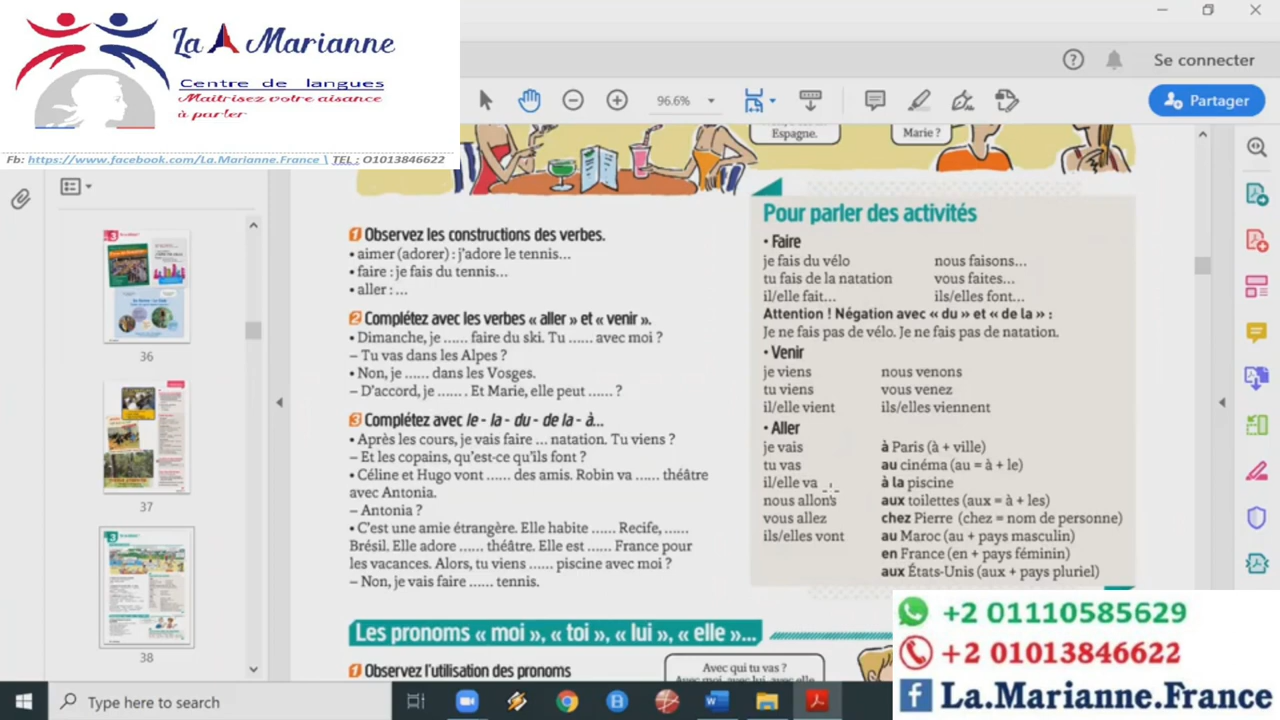 La Marianne
Centre de langues
Maîtrisez votre aisance
à parler
Fb: https://www.facebook.com/La.Marianne.France \ TEL : O1013846622
Se connecter
96.6%
Partager
Espagne.
Marie ?
36
37
38
1 Observez les constructions des verbes.
• aimer (adorer) : j'adore le tennis…
• faire : je fais du tennis…
• aller : …
2 Complétez avec les verbes « aller » et « venir ».
• Dimanche, je …… faire du ski. Tu …… avec moi ?
– Tu vas dans les Alpes ?
• Non, je …… dans les Vosges.
– D'accord, je …… . Et Marie, elle peut …… ?
3 Complétez avec le - la - du - de la - à…
• Après les cours, je vais faire … natation. Tu viens ?
– Et les copains, qu'est-ce qu'ils font ?
• Céline et Hugo vont …… des amis. Robin va …… théâtre
avec Antonia.
– Antonia ?
• C'est une amie étrangère. Elle habite …… Recife, ……
Brésil. Elle adore …… théâtre. Elle est …… France pour
les vacances. Alors, tu viens …… piscine avec moi ?
– Non, je vais faire …… tennis.
Pour parler des activités
• Faire
je fais du vélo nous faisons…
tu fais de la natation vous faites…
il/elle fait… ils/elles font…
Attention ! Négation avec « du » et « de la » :
Je ne fais pas de vélo. Je ne fais pas de natation.
• Venir
je viens nous venons
tu viens vous venez
il/elle vient ils/elles viennent
• Aller
je vais à Paris (à + ville)
tu vas au cinéma (au = à + le)
il/elle va à la piscine
nous allons aux toilettes (aux = à + les)
vous allez chez Pierre (chez = nom de personne)
ils/elles vont au Maroc (au + pays masculin)
en France (en + pays féminin)
aux États-Unis (aux + pays pluriel)
Les pronoms « moi », « toi », « lui », « elle »…
1 Observez l'utilisation des pronoms
Avec qui tu vas ?
Avec moi, avec lui, avec elle
+2 01110585629
+2 01013846622
La.Marianne.France
Type here to search